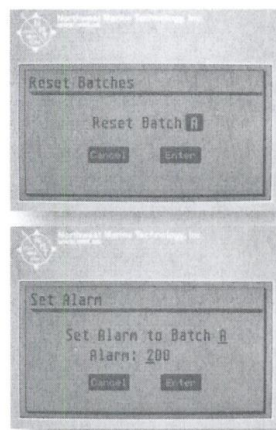 Northwest Marine Technology, Inc.
Reset Batches
Reset Batch A
Cancel Enter
Northwest Marine Technology, Inc.
Set Alarm
Set Alarm to Batch A
Alarm: 200
Cancel Enter